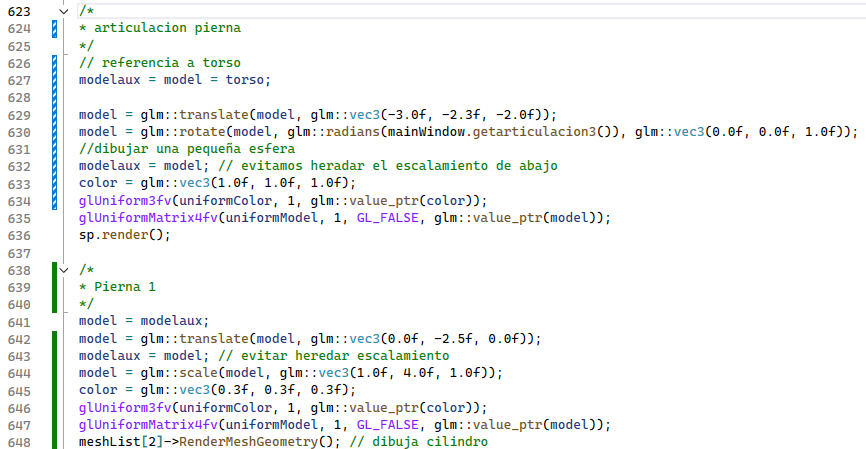 623 /*
624 * articulacion pierna
625 */
626 // referencia a torso
627 modelaux = model = torso;
628
629 model = glm::translate(model, glm::vec3(-3.0f, -2.3f, -2.0f));
630 model = glm::rotate(model, glm::radians(mainWindow.getarticulacion3()), glm::vec3(0.0f, 0.0f, 1.0f));
631 //dibujar una pequeña esfera
632 modelaux = model; // evitamos heradar el escalamiento de abajo
633 color = glm::vec3(1.0f, 1.0f, 1.0f);
634 glUniform3fv(uniformColor, 1, glm::value_ptr(color));
635 glUniformMatrix4fv(uniformModel, 1, GL_FALSE, glm::value_ptr(model));
636 sp.render();
637
638 /*
639 * Pierna 1
640 */
641 model = modelaux;
642 model = glm::translate(model, glm::vec3(0.0f, -2.5f, 0.0f));
643 modelaux = model; // evitar heredar escalamiento
644 model = glm::scale(model, glm::vec3(1.0f, 4.0f, 1.0f));
645 color = glm::vec3(0.3f, 0.3f, 0.3f);
646 glUniform3fv(uniformColor, 1, glm::value_ptr(color));
647 glUniformMatrix4fv(uniformModel, 1, GL_FALSE, glm::value_ptr(model));
648 meshList[2]->RenderMeshGeometry(); // dibuja cilindro